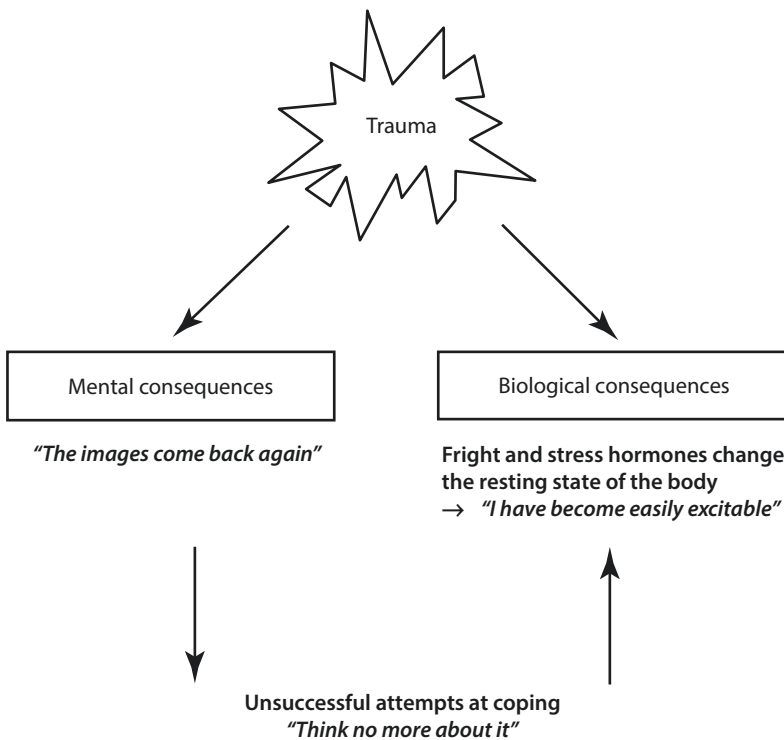 Trauma
Mental consequences
Biological consequences
“The images come back again”
Fright and stress hormones change
the resting state of the body
→ “I have become easily excitable”
Unsuccessful attempts at coping
“Think no more about it”